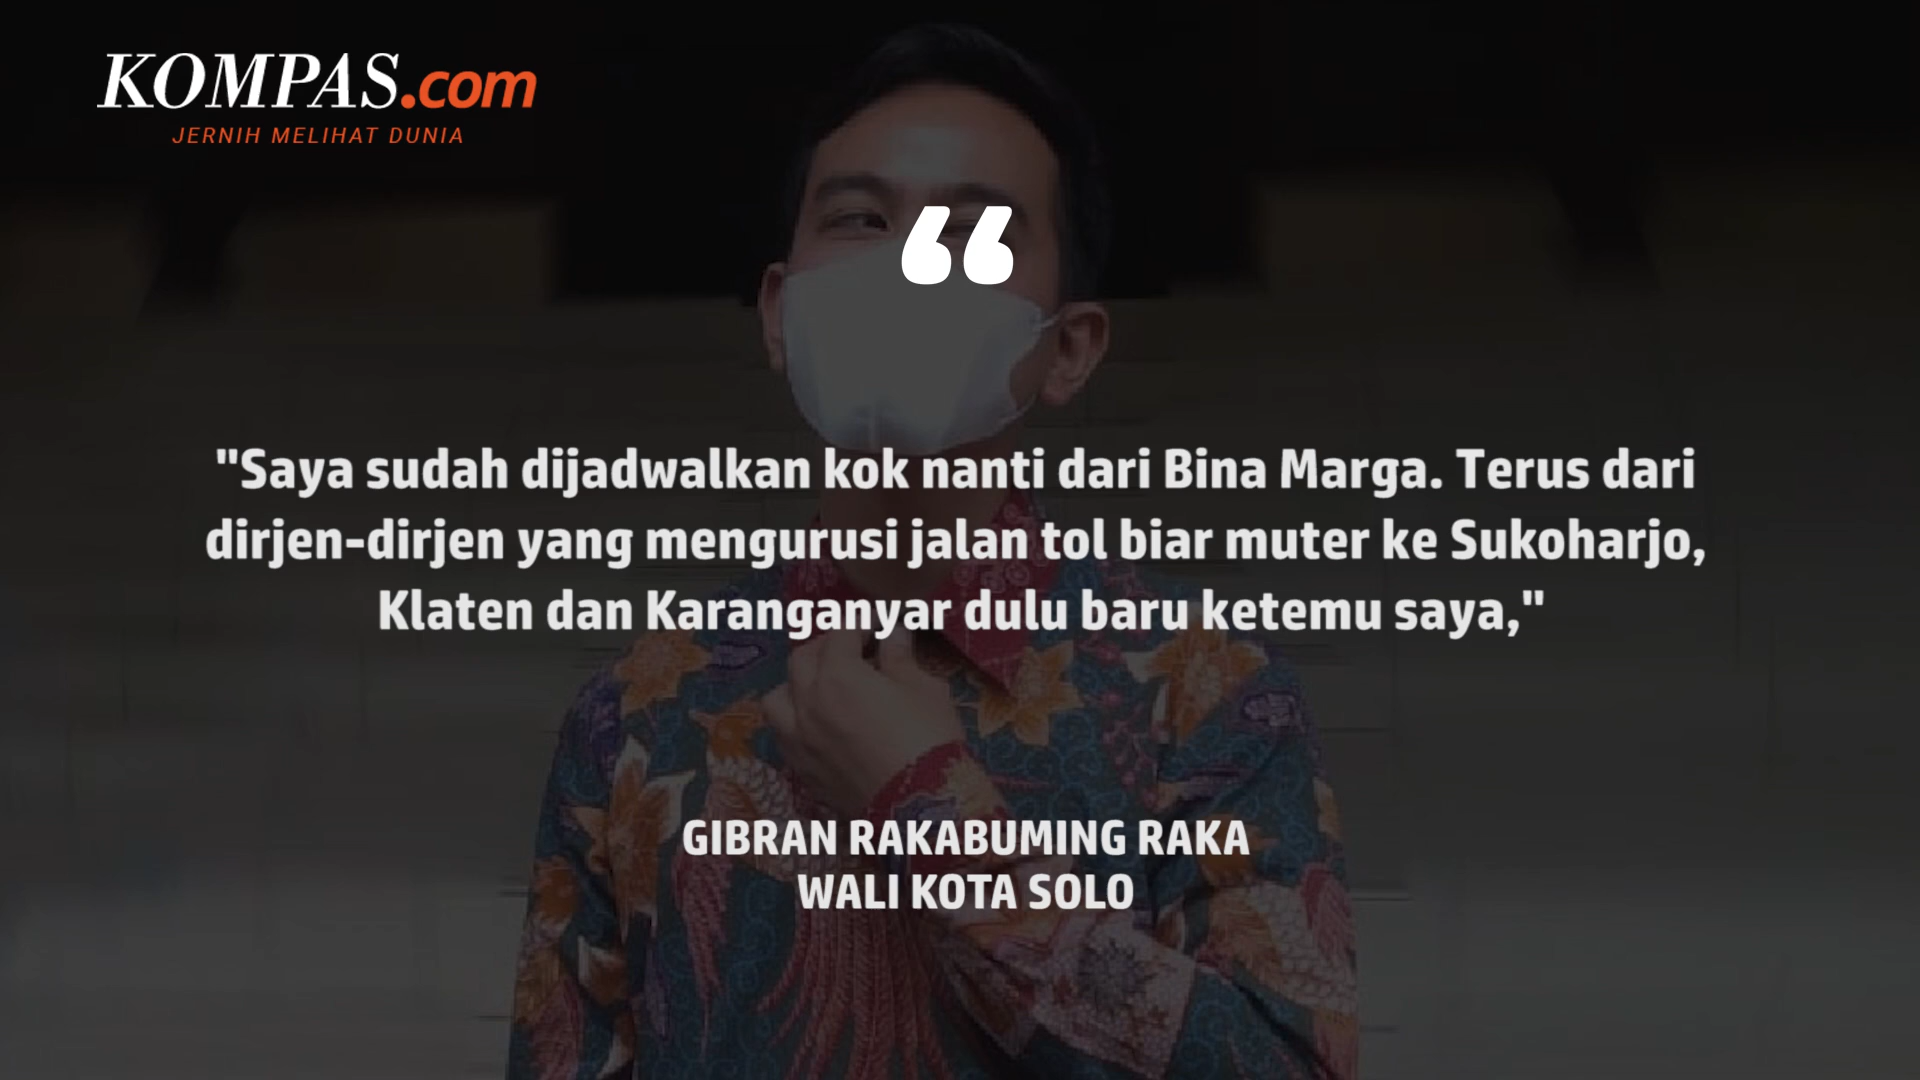 KOMPAS.com
JERNIH MELIHAT DUNIA
“
"Saya sudah dijadwalkan kok nanti dari Bina Marga. Terus dari
dirjen-dirjen yang mengurusi jalan tol biar muter ke Sukoharjo,
Klaten dan Karanganyar dulu baru ketemu saya,"
GIBRAN RAKABUMING RAKA
WALI KOTA SOLO